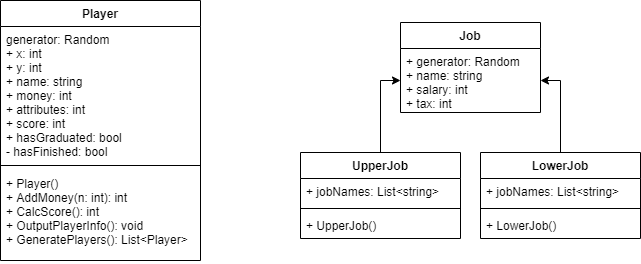 Player
generator: Random
+ x: int
+ y: int
+ name: string
+ money: int
+ attributes: int
+ score: int
+ hasGraduated: bool
- hasFinished: bool
+ Player()
+ AddMoney(n: int): int
+ CalcScore(): int
+ OutputPlayerInfo(): void
+ GeneratePlayers(): List<Player>
Job
+ generator: Random
+ name: string
+ salary: int
+ tax: int
UpperJob
+ jobNames: List<string>
+ UpperJob()
LowerJob
+ jobNames: List<string>
+ LowerJob()